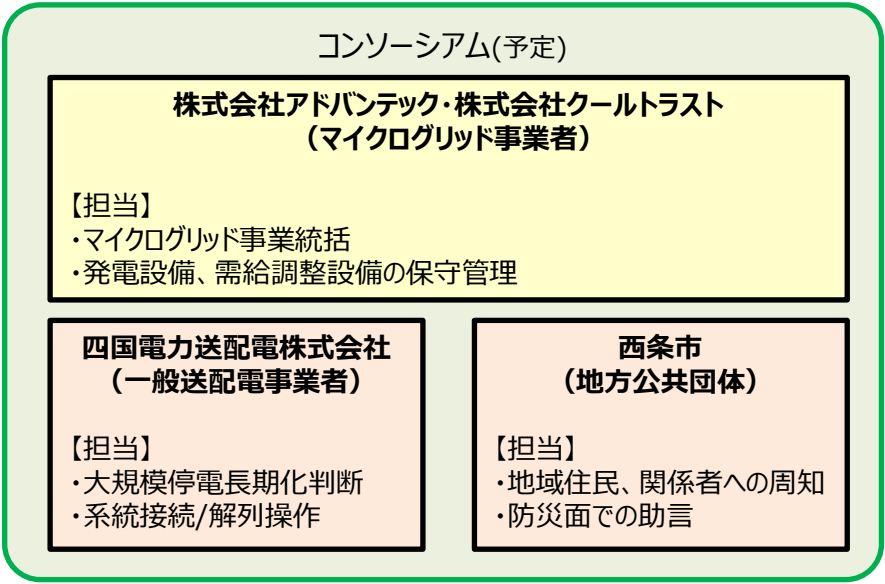 コンソーシアム(予定)
株式会社アドバンテック・株式会社クールトラスト
（マイクログリッド事業者）
【担当】
・マイクログリッド事業統括
・発電設備、需給調整設備の保守管理
四国電力送配電株式会社
（一般送配電事業者）
【担当】
・大規模停電長期化判断
・系統接続/解列操作
西条市
（地方公共団体）
【担当】
・地域住民、関係者への周知
・防災面での助言